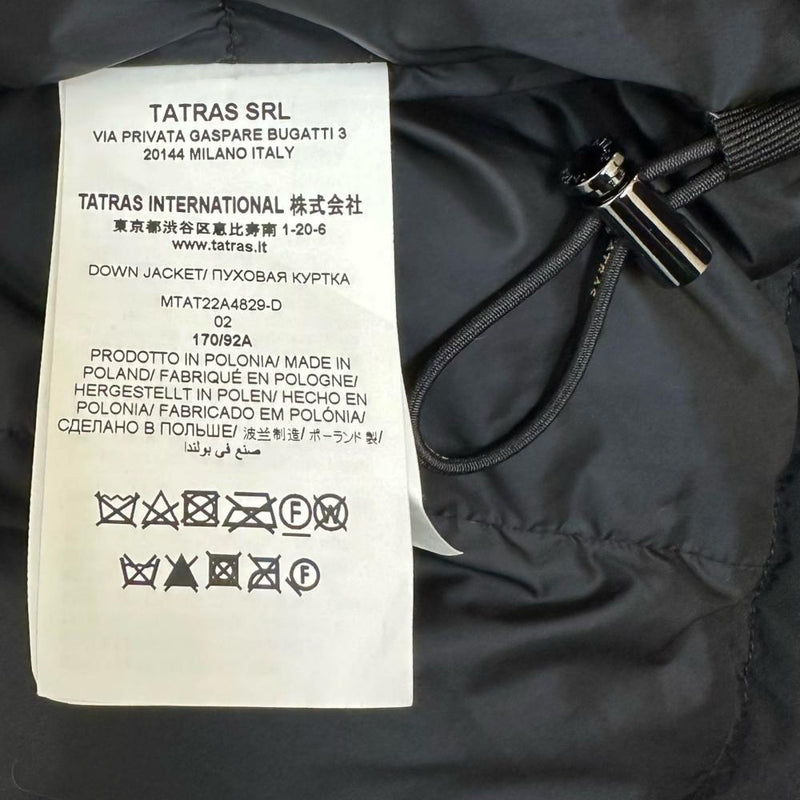 TATRAS SRL
VIA PRIVATA GASPARE BUGATTI 3
20144 MILANO ITALY
TATRAS INTERNATIONAL 株式会社
東京都渋谷区恵比寿南 1-20-6
www.tatras.it
DOWN JACKET/ ПУХОВАЯ КУРТКА
MTAT22A4829-D
02
170/92A
PRODOTTO IN POLONIA/ MADE IN
POLAND/ FABRIQUÉ EN POLOGNE/
HERGESTELLT IN POLEN/ HECHO EN
POLONIA/ FABRICADO EM POLÓNIA/
СДЕЛАНО В ПОЛЬШЕ/ 波兰制造/ ポーランド製/
صنع في بولندا
F W
F
TATRAS